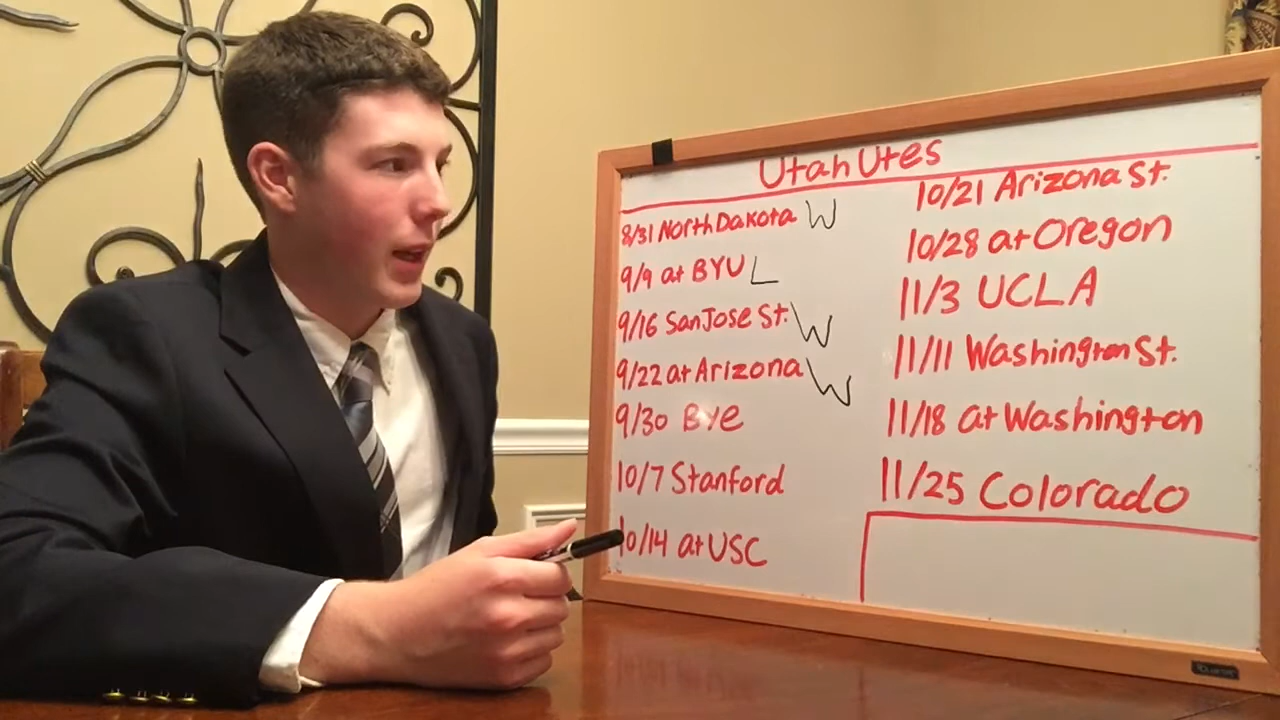 Utah Utes
8/31 North Dakota W
9/9 at BYU L
9/16 San Jose St. W
9/22 at Arizona W
9/30 Bye
10/7 Stanford
10/14 at USC
10/21 Arizona St.
10/28 at Oregon
11/3 UCLA
11/11 Washington St.
11/18 at Washington
11/25 Colorado